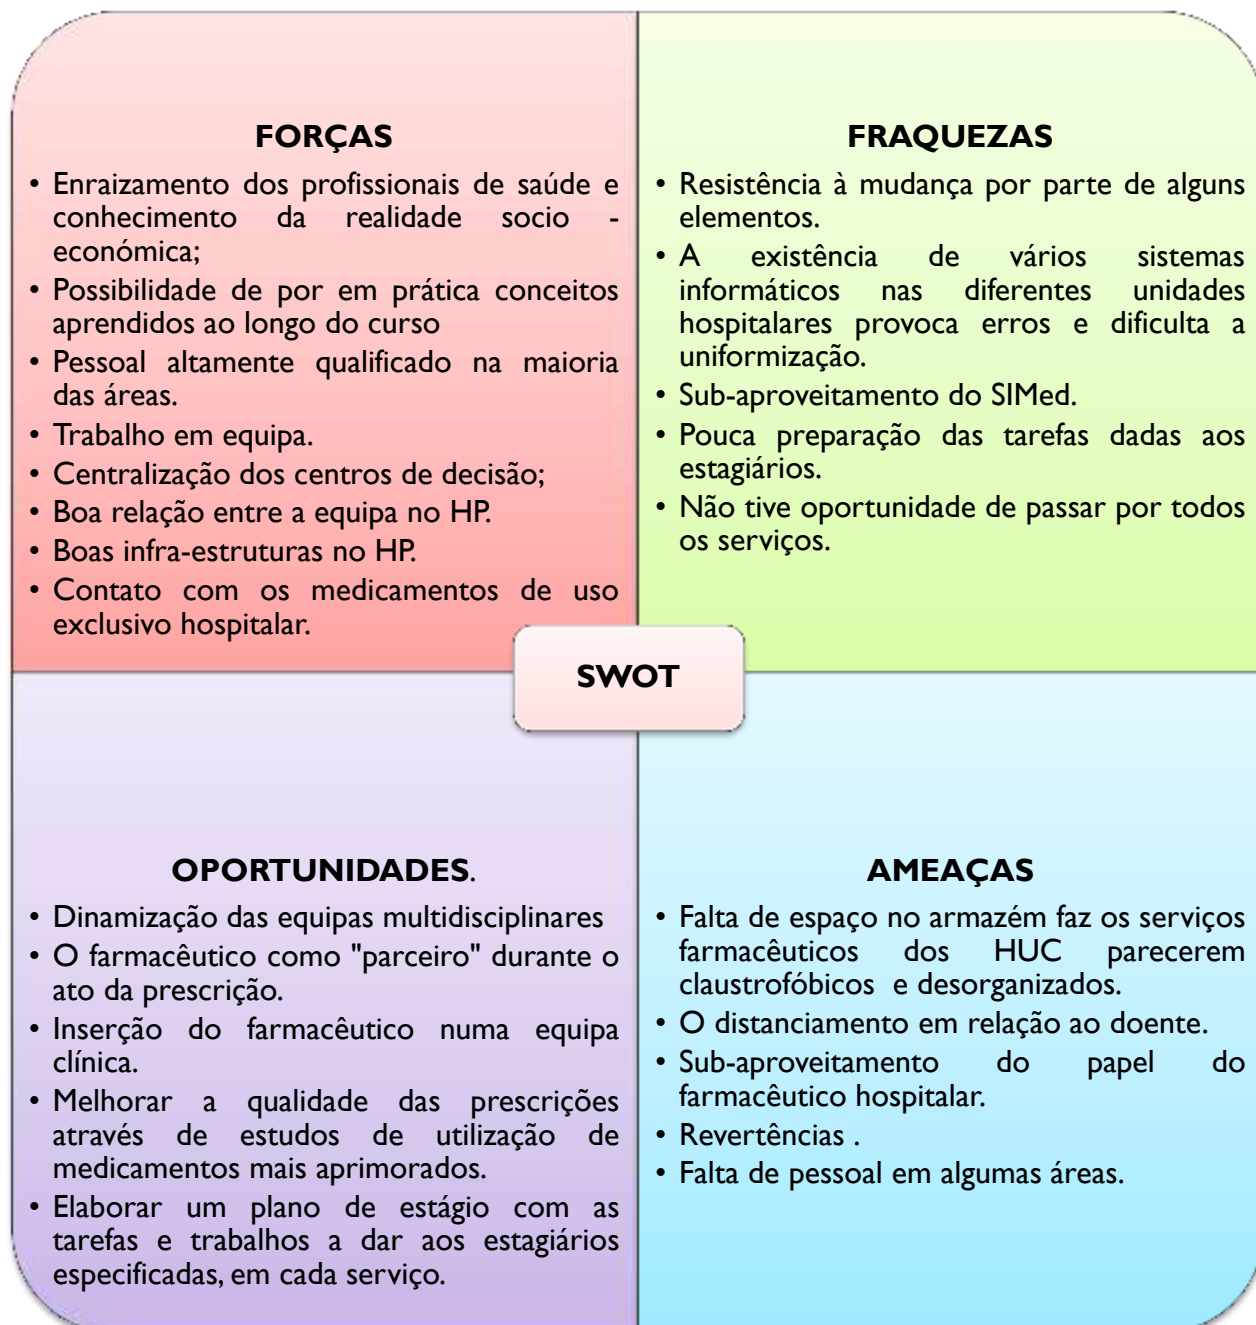 FORÇAS
• Enraizamento dos profissionais de saúde e
conhecimento da realidade socio -
económica;
• Possibilidade de por em prática conceitos
aprendidos ao longo do curso
• Pessoal altamente qualificado na maioria
das áreas.
• Trabalho em equipa.
• Centralização dos centros de decisão;
• Boa relação entre a equipa no HP.
• Boas infra-estruturas no HP.
• Contato com os medicamentos de uso
exclusivo hospitalar.
FRAQUEZAS
• Resistência à mudança por parte de alguns
elementos.
• A existência de vários sistemas
informáticos nas diferentes unidades
hospitalares provoca erros e dificulta a
uniformização.
• Sub-aproveitamento do SIMed.
• Pouca preparação das tarefas dadas aos
estagiários.
• Não tive oportunidade de passar por todos
os serviços.
SWOT
OPORTUNIDADES.
• Dinamização das equipas multidisciplinares
• O farmacêutico como "parceiro" durante o
ato da prescrição.
• Inserção do farmacêutico numa equipa
clínica.
• Melhorar a qualidade das prescrições
através de estudos de utilização de
medicamentos mais aprimorados.
• Elaborar um plano de estágio com as
tarefas e trabalhos a dar aos estagiários
especificadas, em cada serviço.
AMEAÇAS
• Falta de espaço no armazém faz os serviços
farmacêuticos dos HUC parecerem
claustrofóbicos e desorganizados.
• O distanciamento em relação ao doente.
• Sub-aproveitamento do papel do
farmacêutico hospitalar.
• Revertências .
• Falta de pessoal em algumas áreas.